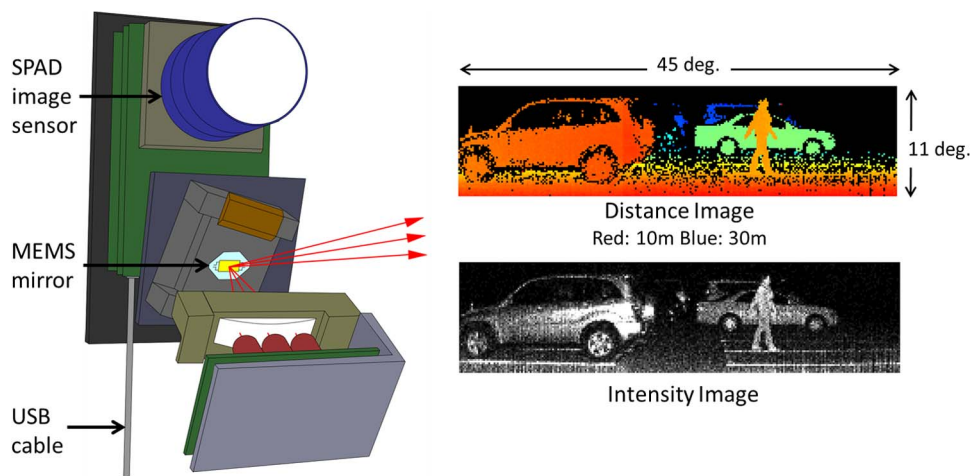 SPAD
image
sensor
MEMS
mirror
USB
cable
45 deg.
11 deg.
Distance Image
Red: 10m Blue: 30m
Intensity Image